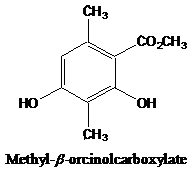 CH₃
CO₂CH₃
HO
OH
CH₃
Methyl-β-orcinolcarboxylate